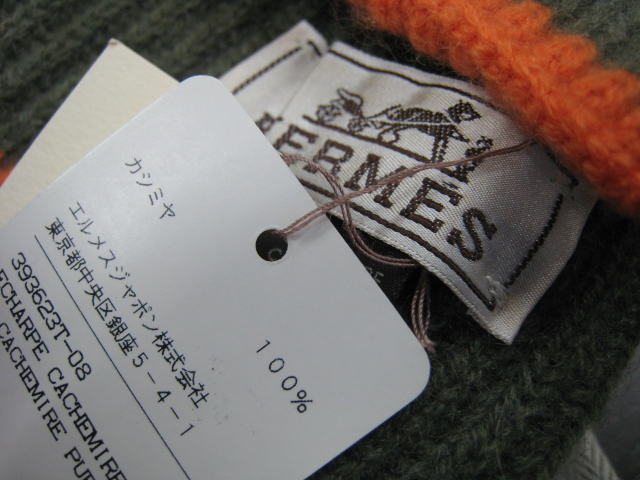 HERMES
カシミヤ 100%
エルメスジャポン株式会社
東京都中央区銀座5-4-1
393623T-08
ECHARPE CACHEMIRE
CACHEMIRE PUR